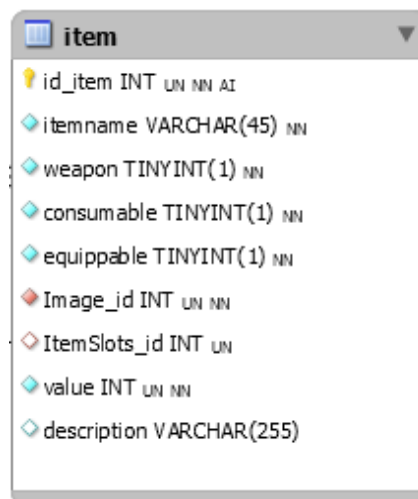 item
id_item INT UN NN AI
itemname VARCHAR(45) NN
weapon TINYINT(1) NN
consumable TINYINT(1) NN
equippable TINYINT(1) NN
Image_id INT UN NN
ItemSlots_id INT UN
value INT UN NN
description VARCHAR(255)